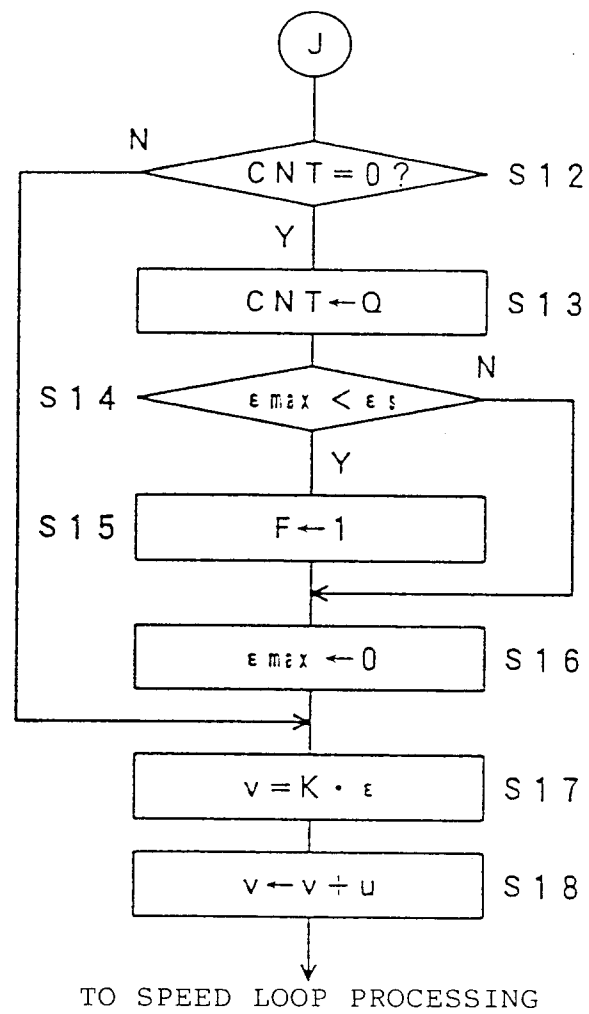 J
N
CNT=0? S12
Y
CNT←Q S13
N
S14 εmax < εs
Y
S15 F←1
εmax ←0 S16
v=K・ε S17
v←v+u S18
TO SPEED LOOP PROCESSING